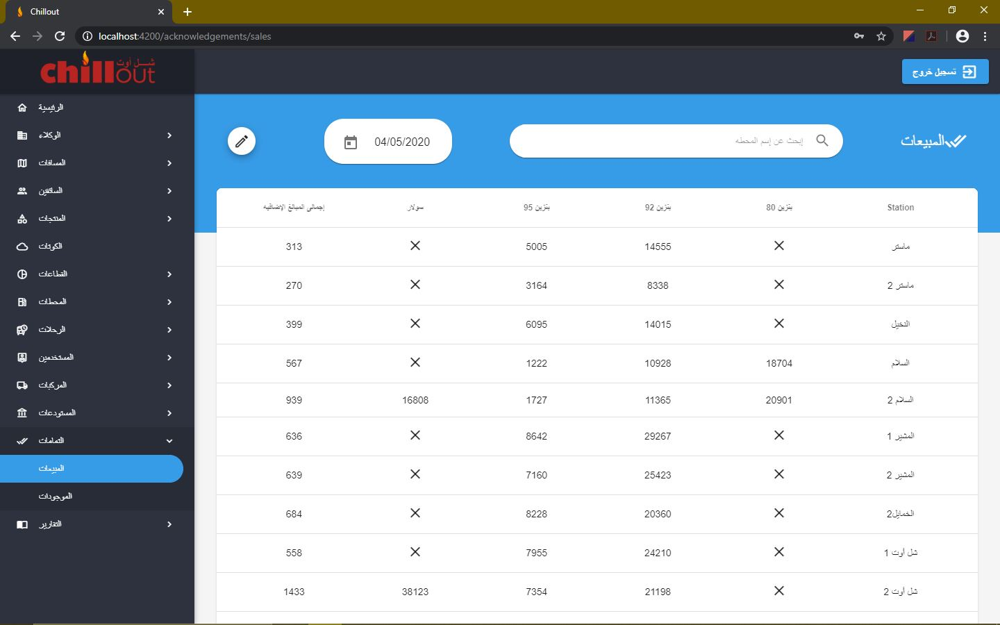 Chillout
localhost:4200/acknowledgements/sales
chillout شل أوت
تسجيل خروج
الرئيسية
الوكلاء
المسافات
السائقين
المنتجات
الكوتات
القطاعات
المحطات
الرحلات
المستخدمين
المركبات
المستودعات
التمامات
المبيعات
الموجودات
التقارير
المبيعات
إبحث عن إسم المحطه
04/05/2020
Station بنزين 80 بنزين 92 بنزين 95 سولار إجمالى المبالغ الإضافيه
ماستر 14555 5005 313
ماستر 2 8338 3164 270
النخيل 14015 6095 399
السلام 18704 10928 1222 567
السلام 2 20901 11365 1727 16808 939
المشير 1 29267 8642 636
المشير 2 25423 7160 639
الخمايل2 20360 8228 684
شل أوت 1 24210 7955 558
شل أوت 2 21198 7354 38123 1433